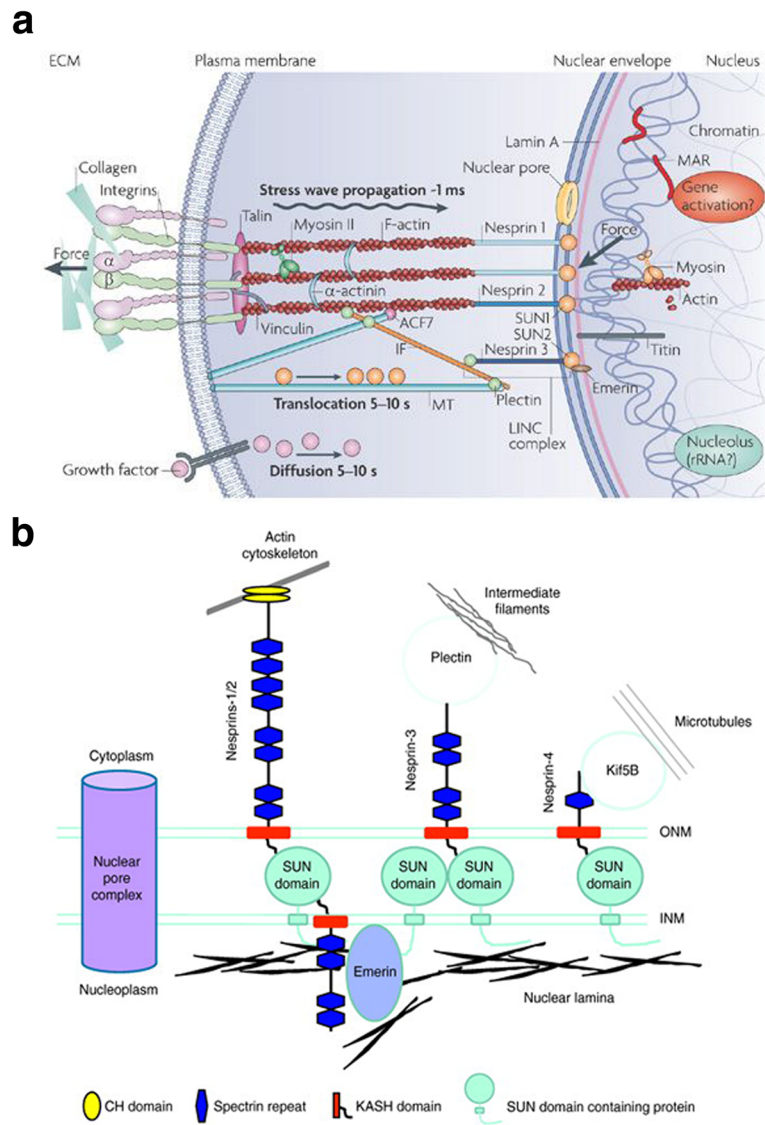 a
ECM
Plasma membrane
Nuclear envelope
Nucleus
Lamin A
Chromatin
Nuclear pore
MAR
Collagen
Integrins
Gene
activation?
Stress wave propagation ~1 ms
Talin
Myosin II
F-actin
Nesprin 1
Force
Force
α
β
Myosin
α-actinin
Nesprin 2
Actin
Vinculin
ACF7
SUN1
SUN2
IF
Nesprin 3
Titin
Emerin
Translocation 5–10 s
MT
Plectin
LINC
complex
Nucleolus
(rRNA?)
Growth factor
Diffusion 5–10 s
b
Actin
cytoskeleton
Intermediate
filaments
Plectin
Nesprins-1/2
Microtubules
Nesprin-3
Cytoplasm
Nesprin-4
Kif5B
ONM
Nuclear
pore
complex
SUN
domain
SUN
domain
SUN
domain
SUN
domain
INM
Emerin
Nucleoplasm
Nuclear lamina
CH domain
Spectrin repeat
KASH domain
SUN domain containing protein